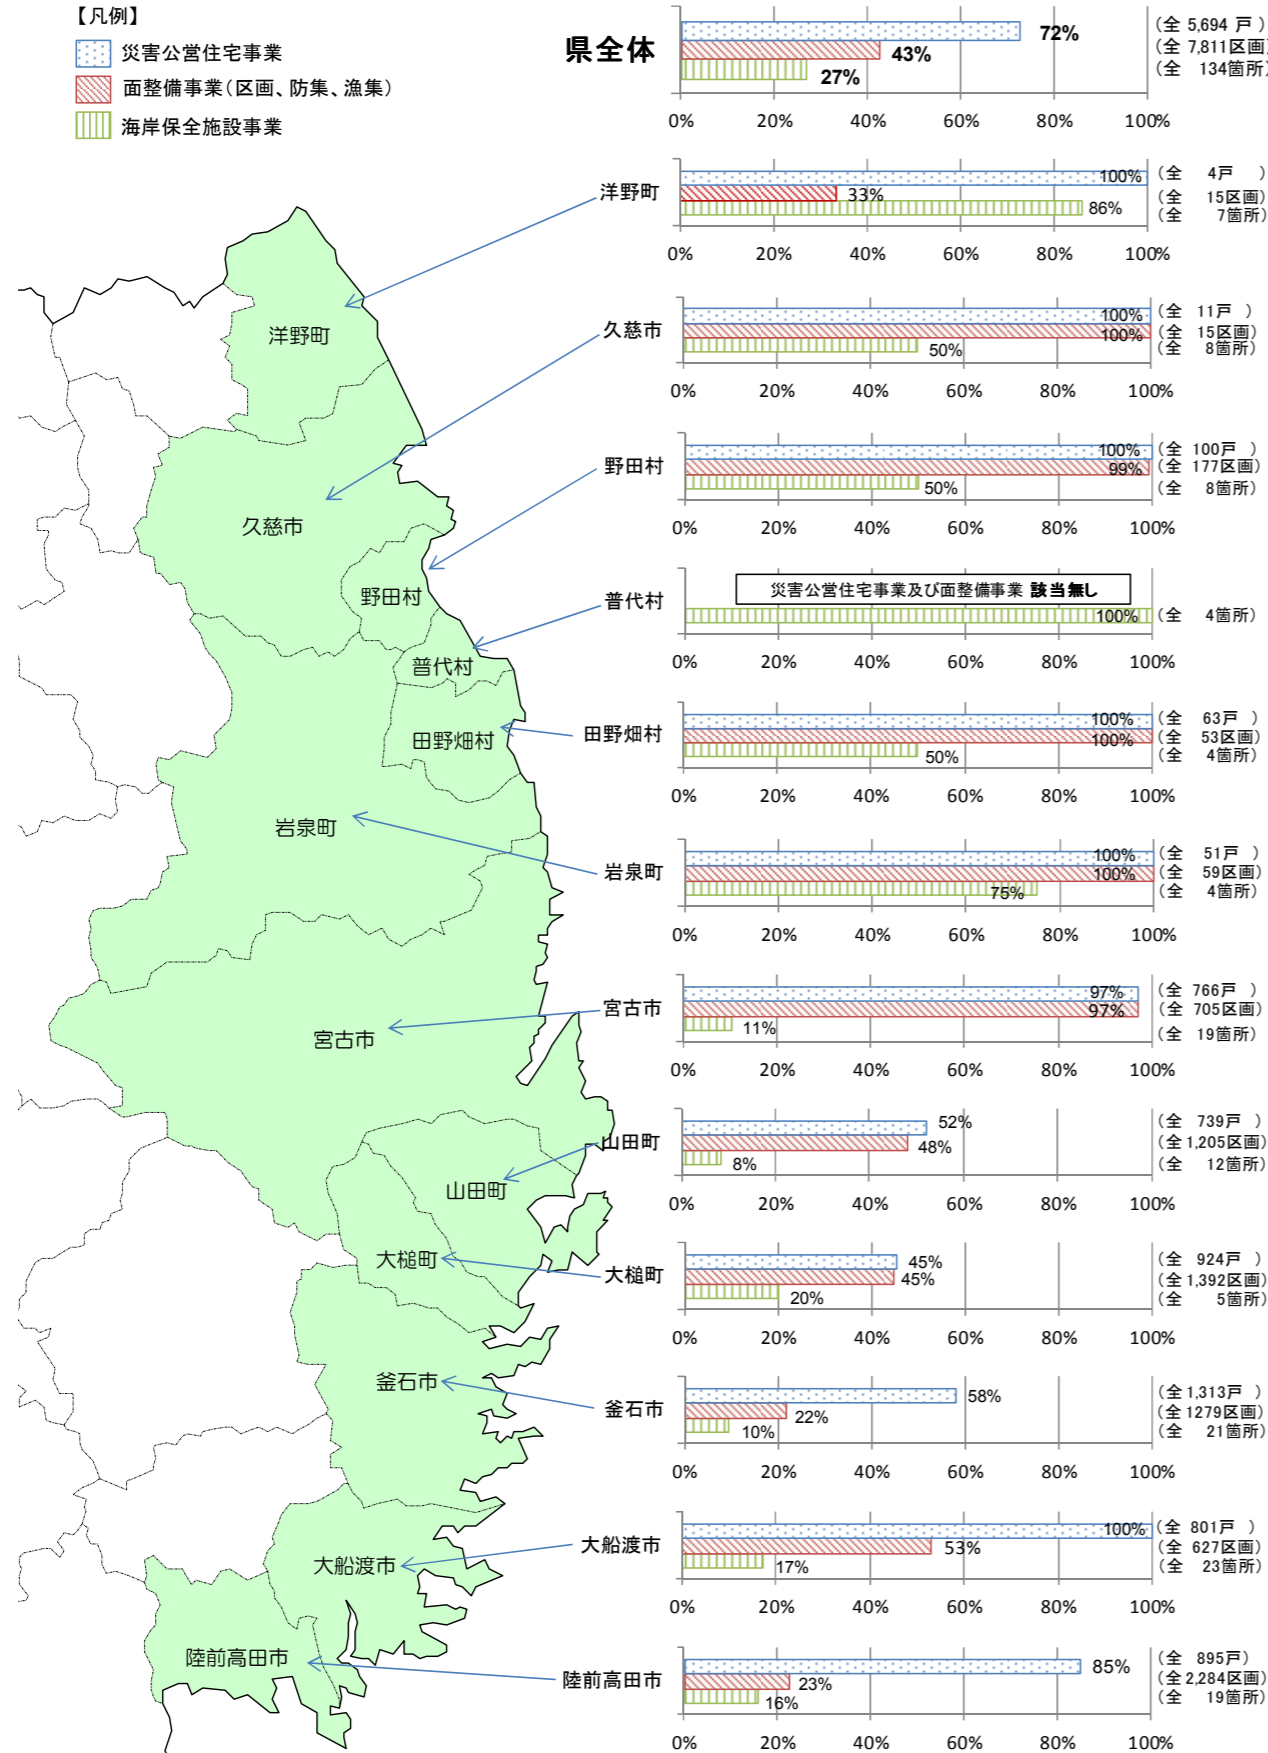 【凡例】
災害公営住宅事業
面整備事業(区画、防集、漁集)
海岸保全施設事業
県全体
72%
43%
27%
(全 5,694 戸 )
(全 7,811区画)
(全 134箇所)
0% 20% 40% 60% 80% 100%
洋野町
100%
33%
86%
(全 4戸 )
(全 15区画)
(全 7箇所)
0% 20% 40% 60% 80% 100%
久慈市
100%
100%
50%
(全 11戸 )
(全 15区画)
(全 8箇所)
0% 20% 40% 60% 80% 100%
野田村
100%
99%
50%
(全 100戸 )
(全 177区画)
(全 8箇所)
0% 20% 40% 60% 80% 100%
普代村
災害公営住宅事業及び面整備事業 該当無し
100%
(全 4箇所)
0% 20% 40% 60% 80% 100%
田野畑村
100%
100%
50%
(全 63戸 )
(全 53区画)
(全 4箇所)
0% 20% 40% 60% 80% 100%
岩泉町
100%
100%
75%
(全 51戸 )
(全 59区画)
(全 4箇所)
0% 20% 40% 60% 80% 100%
宮古市
97%
97%
11%
(全 766戸 )
(全 705区画)
(全 19箇所)
0% 20% 40% 60% 80% 100%
山田町
52%
48%
8%
(全 739戸 )
(全 1,205区画)
(全 12箇所)
0% 20% 40% 60% 80% 100%
大槌町
45%
45%
20%
(全 924戸 )
(全 1,392区画)
(全 5箇所)
0% 20% 40% 60% 80% 100%
釜石市
58%
22%
10%
(全 1,313戸 )
(全 1279区画)
(全 21箇所)
0% 20% 40% 60% 80% 100%
大船渡市
100%
53%
17%
(全 801戸 )
(全 627区画)
(全 23箇所)
0% 20% 40% 60% 80% 100%
陸前高田市
85%
23%
16%
(全 895戸)
(全 2,284区画)
(全 19箇所)
0% 20% 40% 60% 80% 100%
洋野町
久慈市
野田村
普代村
田野畑村
岩泉町
宮古市
山田町
大槌町
釜石市
大船渡市
陸前高田市